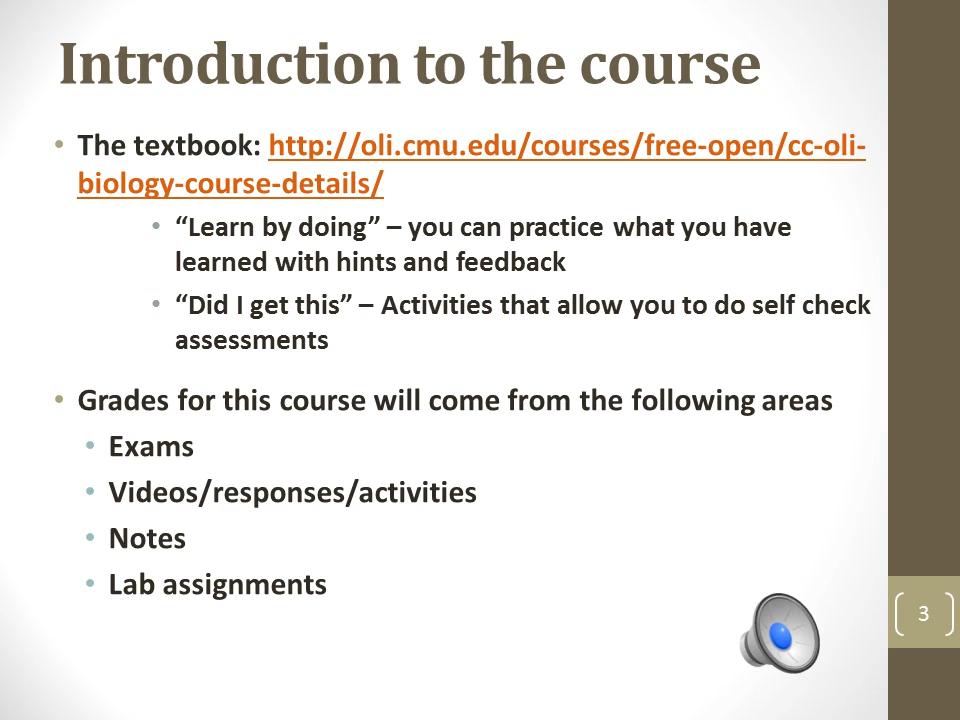 Introduction to the course
• The textbook: http://oli.cmu.edu/courses/free-open/cc-oli-
biology-course-details/
• “Learn by doing” – you can practice what you have
learned with hints and feedback
• “Did I get this” – Activities that allow you to do self check
assessments
• Grades for this course will come from the following areas
• Exams
• Videos/responses/activities
• Notes
• Lab assignments
3